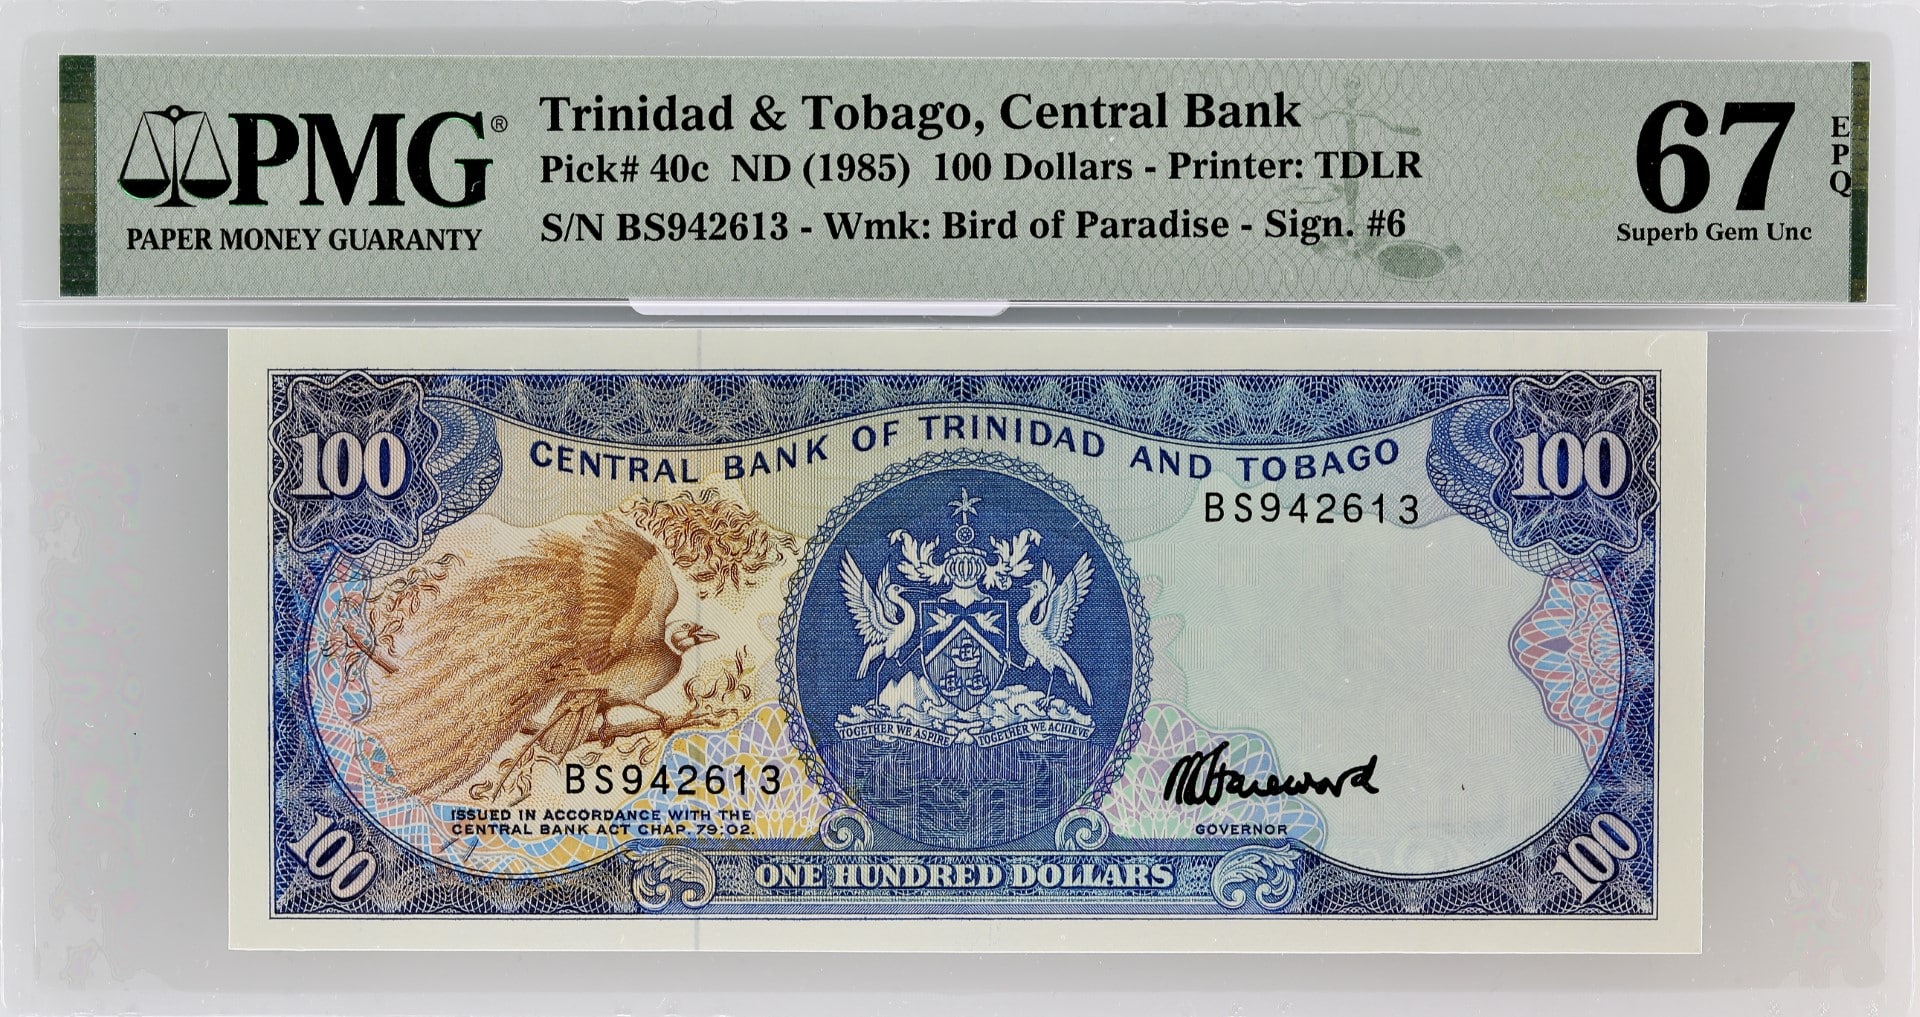 PMG®
PAPER MONEY GUARANTY
Trinidad & Tobago, Central Bank
Pick# 40c ND (1985) 100 Dollars - Printer: TDLR
S/N BS942613 - Wmk: Bird of Paradise - Sign. #6
67
EPQ
Superb Gem Unc
100
CENTRAL BANK OF TRINIDAD AND TOBAGO
100
BS942613
TOGETHER WE ASPIRE TOGETHER WE ACHIEVE
BS942613
ISSUED IN ACCORDANCE WITH THE
CENTRAL BANK ACT CHAP. 79:02.
GOVERNOR
100
ONE HUNDRED DOLLARS
100